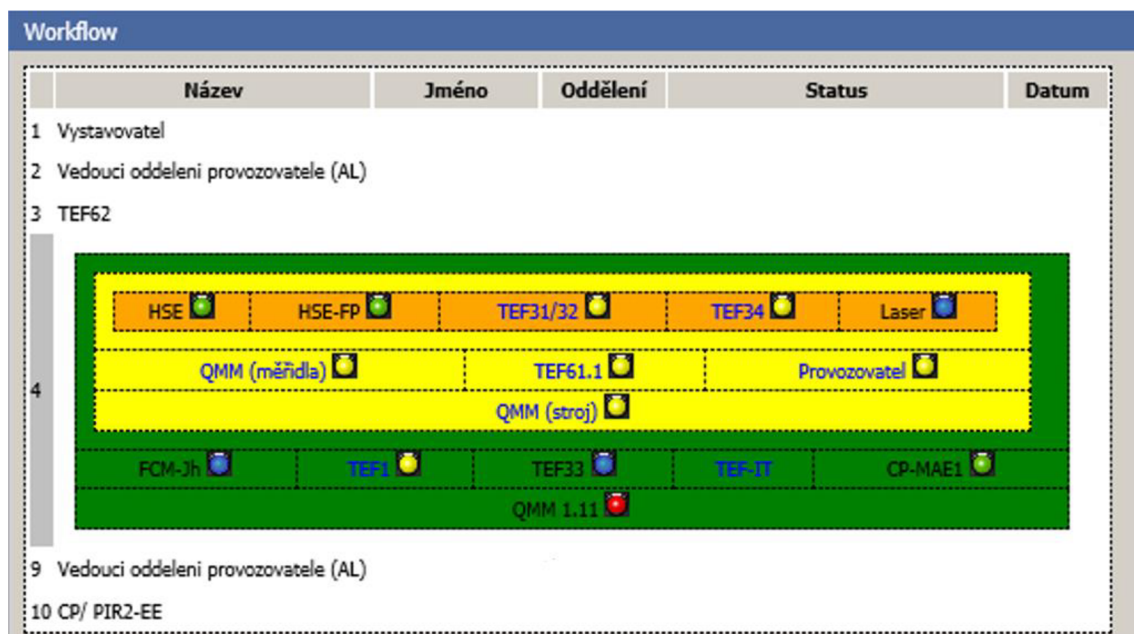 Workflow
Název Jméno Oddělení Status Datum
1 Vystavovatel
2 Vedouci oddeleni provozovatele (AL)
3 TEF62
4
HSE HSE-FP TEF31/32 TEF34 Laser
QMM (měřidla) TEF61.1 Provozovatel
QMM (stroj)
FCM-Jh TEF1 TEF33 TEF-IT CP-MAE1
QMM 1.11
9 Vedouci oddeleni provozovatele (AL)
10 CP/ PIR2-EE